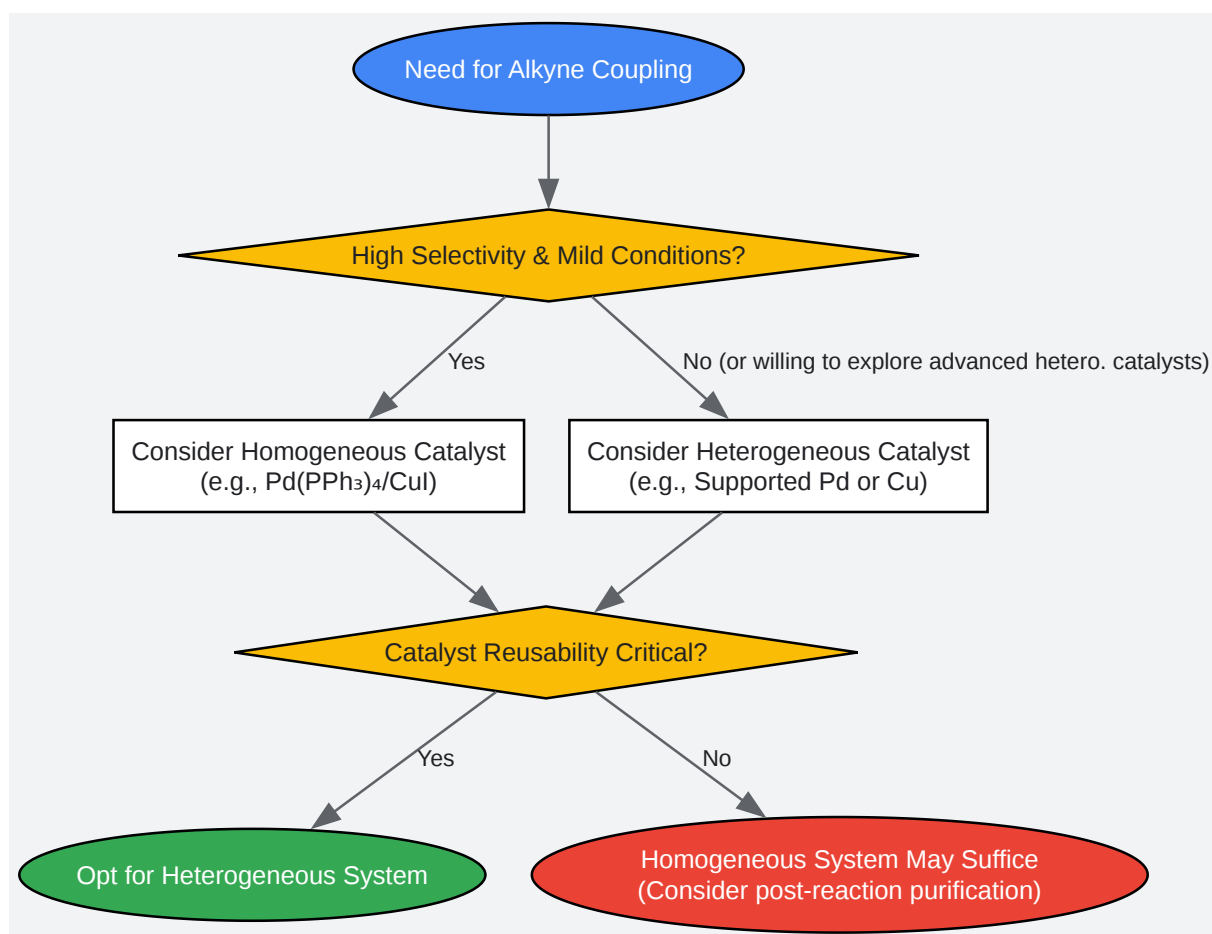 Need for Alkyne Coupling
High Selectivity & Mild Conditions?
Yes
No (or willing to explore advanced hetero. catalysts)
Consider Homogeneous Catalyst
(e.g., Pd(PPh₃)₄/CuI)
Consider Heterogeneous Catalyst
(e.g., Supported Pd or Cu)
Catalyst Reusability Critical?
Yes
No
Opt for Heterogeneous System
Homogeneous System May Suffice
(Consider post-reaction purification)